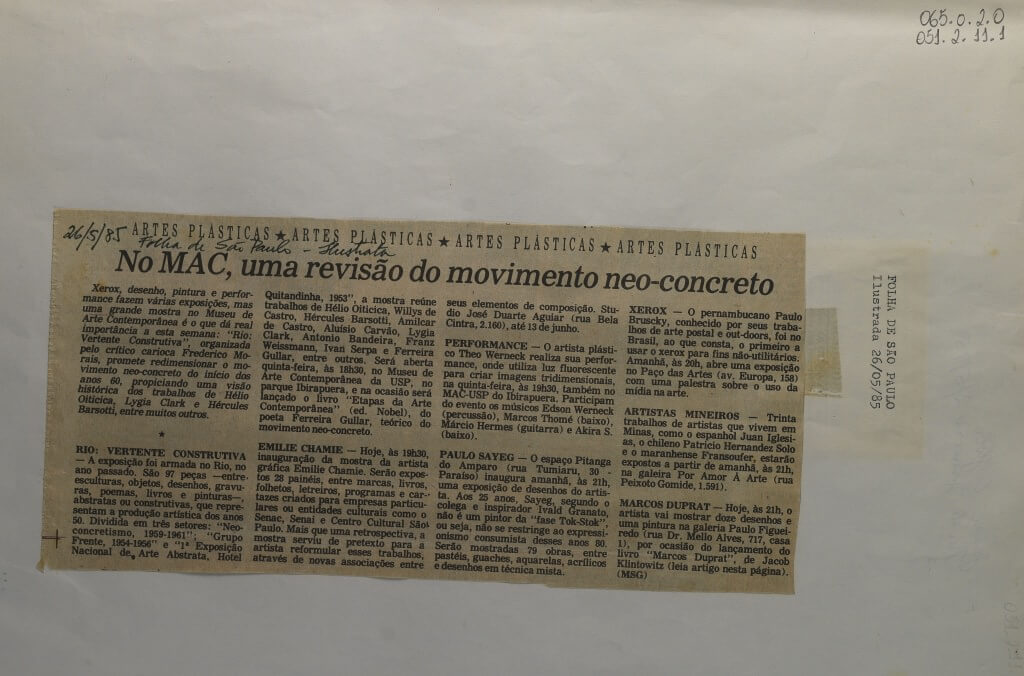 065.0.2.0
051.2.11.1
26/5/85
ARTES PLÁSTICAS ★ ARTES PLÁSTICAS ★ ARTES PLÁSTICAS ★ ARTES PLÁSTICAS
Folha de São Paulo - Ilustrata
No MAC, uma revisão do movimento neo-concreto
Xerox, desenho, pintura e perfor-
mance fazem várias exposições, mas
uma grande mostra no Museu de
Arte Contemporânea é o que dá real
importância a esta semana: "Rio:
Vertente Construtiva", organizada
pelo crítico carioca Frederico Mo-
rais, promete redimensionar o mo-
vimento neo-concreto do início dos
anos 60, propiciando uma visão
histórica dos trabalhos de Hélio
Oiticica, Lygia Clark e Hércules
Barsotti, entre muitos outros.
★
RIO: VERTENTE CONSTRUTIVA
— A exposição foi armada no Rio, no
ano passado. São 97 peças —entre
esculturas, objetos, desenhos, gravu-
ras, poemas, livros e pinturas—,
abstratas ou construtivas, que repre-
sentam a produção artística dos anos
50. Dividida em três setores: "Neo-
concretismo, 1959-1961"; "Grupo
Frente, 1954-1956" e "1ª Exposição
Nacional de Arte Abstrata, Hotel
Quitandinha, 1953", a mostra reúne
trabalhos de Hélio Oiticica, Willys de
Castro, Hércules Barsotti, Amilcar
de Castro, Aluísio Carvão, Lygia
Clark, Antonio Bandeira, Franz
Weissmann, Ivan Serpa e Ferreira
Gullar, entre outros. Será aberta
quinta-feira, às 18h30, no Museu de
Arte Contemporânea da USP, no
parque Ibirapuera, e na ocasião será
lançado o livro "Etapas da Arte
Contemporânea" (ed. Nobel), do
poeta Ferreira Gullar, teórico do
movimento neo-concreto.
EMILIE CHAMIE — Hoje, às 19h30,
inauguração da mostra da artista
gráfica Emilie Chamie. Serão expos-
tos 28 painéis, entre marcas, livros,
folhetos, letreiros, programas e car-
tazes criados para empresas particu-
lares ou entidades culturais como o
Senac, Senai e Centro Cultural São
Paulo. Mais que uma retrospectiva, a
mostra serviu de pretexto para a
artista reformular esses trabalhos,
através de novas associações entre
seus elementos de composição. Stu-
dio José Duarte Aguiar (rua Bela
Cintra, 2.160), até 13 de junho.
PERFORMANCE — O artista plásti-
co Theo Werneck realiza sua perfor-
mance, onde utiliza luz fluorescente
para criar imagens tridimensionais,
na quinta-feira, às 19h30, também no
MAC-USP do Ibirapuera. Participam
do evento os músicos Edson Werneck
(percussão), Marcos Thomé (baixo),
Márcio Hermes (guitarra) e Akira S.
(baixo).
PAULO SAYEG — O espaço Pitanga
do Amparo (rua Tumiaru, 30 -
Paraíso) inaugura amanhã, às 21h,
uma exposição de desenhos do artis-
ta. Aos 25 anos, Sayeg, segundo o
colega e inspirador Ivald Granato,
não é um pintor da "fase Tok-Stok",
ou seja, não se restringe ao expressi-
onismo consumista desses anos 80.
Serão mostradas 79 obras, entre
pastéis, guaches, aquarelas, acrílicos
e desenhos em técnica mista.
XEROX — O pernambucano Paulo
Bruscky, conhecido por seus traba-
lhos de arte postal e out-doors, foi no
Brasil, ao que consta, o primeiro a
usar o xerox para fins não-utilitários.
Amanhã, às 20h, abre uma exposição
no Paço das Artes (av. Europa, 158)
com uma palestra sobre o uso da
mídia na arte.
ARTISTAS MINEIROS — Trinta
trabalhos de artistas que vivem em
Minas, como o espanhol Juan Iglesi-
as, o chileno Patricio Hernandez Solo
e o maranhense Fransoufer, estarão
expostos a partir de amanhã, às 21h,
na galeira Por Amor À Arte (rua
Peixoto Gomide, 1.591).
MARCOS DUPRAT — Hoje, às 21h, o
artista vai mostrar doze desenhos e
uma pintura na galeria Paulo Figuei-
redo (rua Dr. Mello Alves, 717, casa
1), por ocasião do lançamento do
livro "Marcos Duprat", de Jacob
Klintowitz (leia artigo nesta página).
(MSG)
FOLHA DE SÃO PAULO
Ilustrada 26/05/85